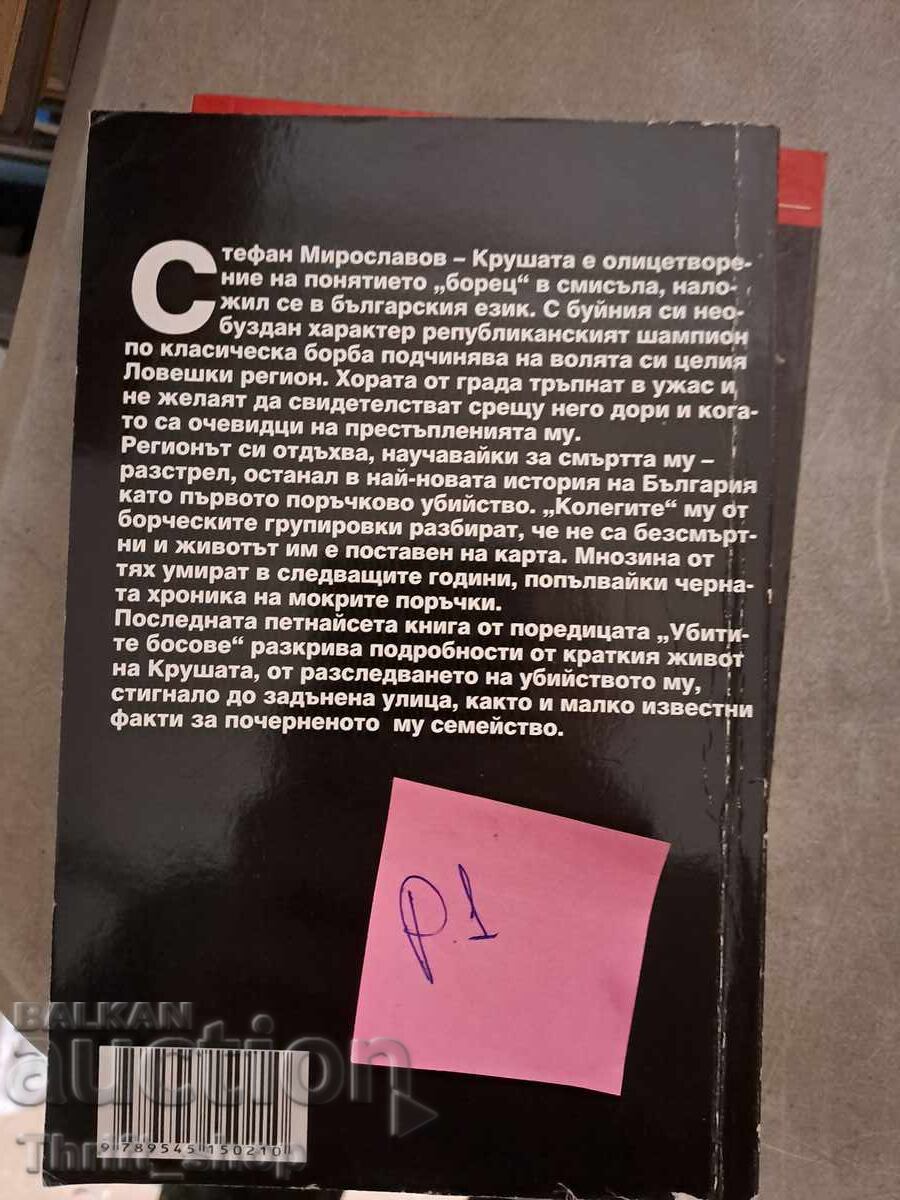 Стефан Мирославов – Крушата е олицетворе-
ние на понятието „борец“ в смисъла, нало-
жил се в българския език. С буйния си нео-
буздан характер републиканският шампион
по класическа борба подчинява на волята си целия
Ловешки регион. Хората от града тръпнат в ужас и
не желаят да свидетелстват срещу него дори и кога-
то са очевидци на престъпленията му.
Регионът си отдъхва, научавайки за смъртта му –
разстрел, останал в най-новата история на България
като първото поръчково убийство. „Колегите“ му от
борческите групировки разбират, че не са безсмърт-
ни и животът им е поставен на карта. Мнозина от
тях умират в следващите години, попълвайки черна-
та хроника на мокрите поръчки.
Последната петнайсета книга от поредицата „Убити-
те босове“ разкрива подробности от краткия живот
на Крушата, от разследването на убийството му,
стигнало до задънена улица, както и малко известни
факти за почерненото му семейство.
р.1
BALKAN
auction
9 789545 150210
Thrift_shop